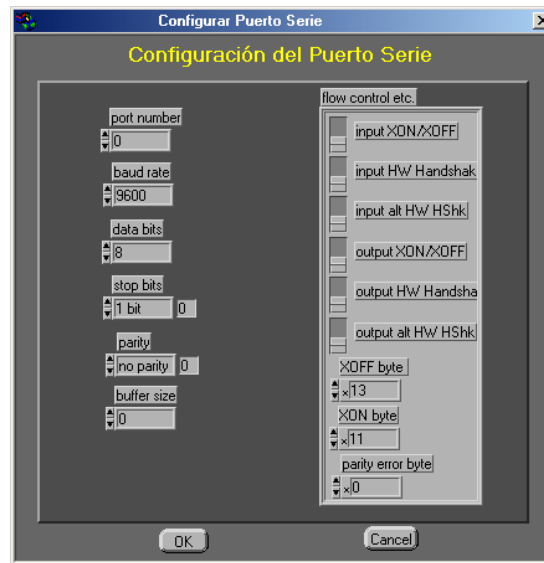 Configurar Puerto Serie
Configuración del Puerto Serie
port number
0
baud rate
9600
data bits
8
stop bits
1 bit 0
parity
no parity 0
buffer size
0
flow control etc.
input XON/XOFF
input HW Handshak
input alt HW HShk
output XON/XOFF
output HW Handsha
output alt HW HShk
XOFF byte
x13
XON byte
x11
parity error byte
x0
OK
Cancel